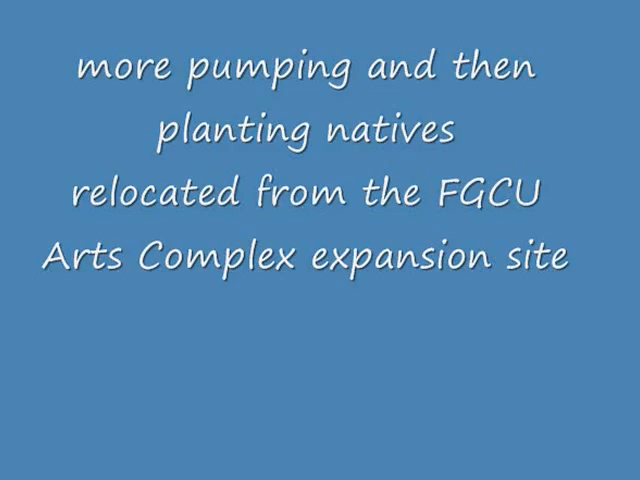 more pumping and then
planting natives
relocated from the FGCU
Arts Complex expansion site